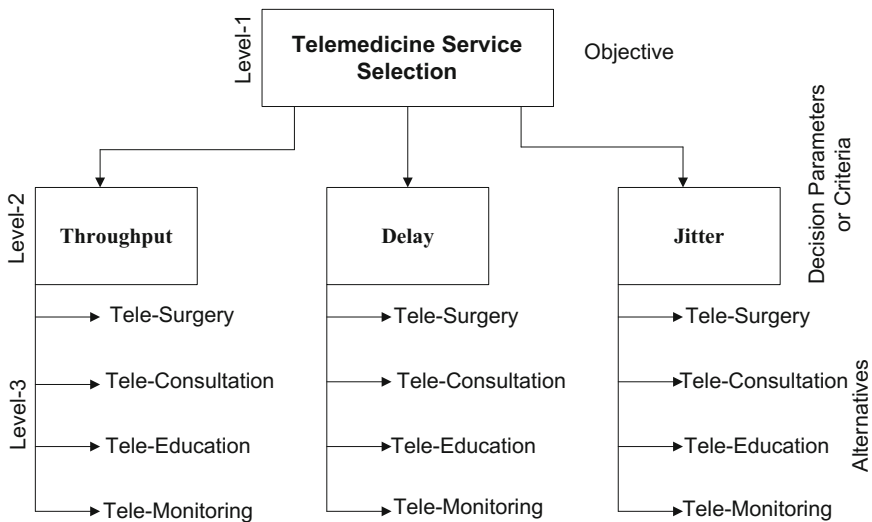 Level-1
Telemedicine Service
Selection
Objective
Level-2
Throughput
Delay
Jitter
Decision Parameters
or Criteria
Level-3
Tele-Surgery
Tele-Surgery
Tele-Surgery
Tele-Consultation
Tele-Consultation
Tele-Consultation
Tele-Education
Tele-Education
Tele-Education
Tele-Monitoring
Tele-Monitoring
Tele-Monitoring
Alternatives